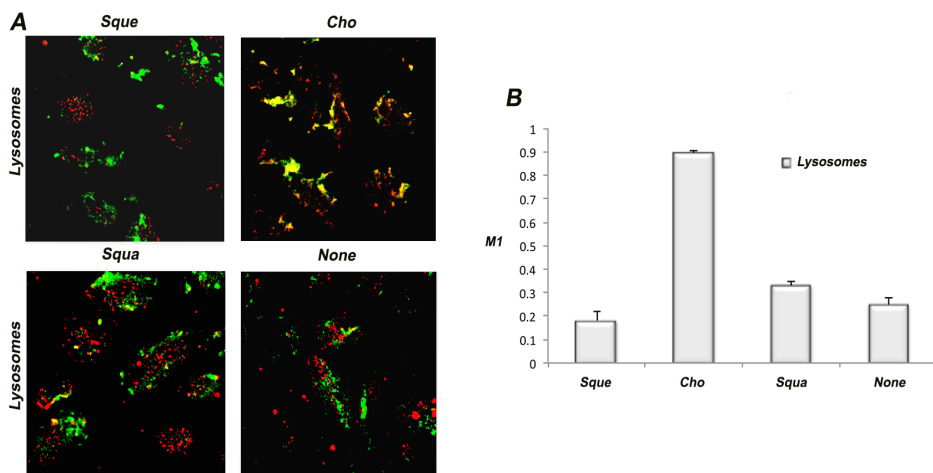 A
Sque
Cho
Lysosomes
Squa
None
Lysosomes
B
1
0.9
0.8
0.7
0.6
0.5
0.4
0.3
0.2
0.1
0
M1
Lysosomes
Sque
Cho
Squa
None